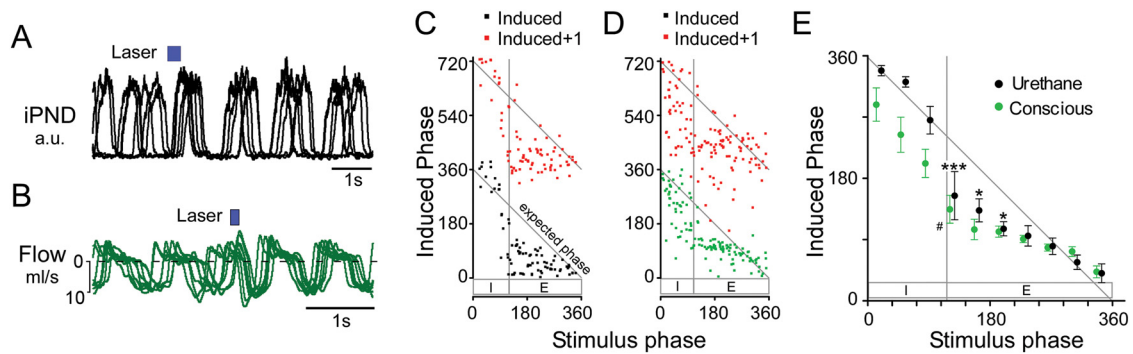 A
Laser
iPND
a.u.
1s
B
Laser
Flow
ml/s
0
10
1s
C
Induced
Induced+1
720
540
360
180
0
Induced Phase
expected phase
I E
0 180 360
D
Induced
Induced+1
720
540
360
180
0
I E
0 180 360
Stimulus phase
E
Urethane
Conscious
360
180
0
Induced Phase
***
*
*
#
I E
0 180 360
Stimulus phase